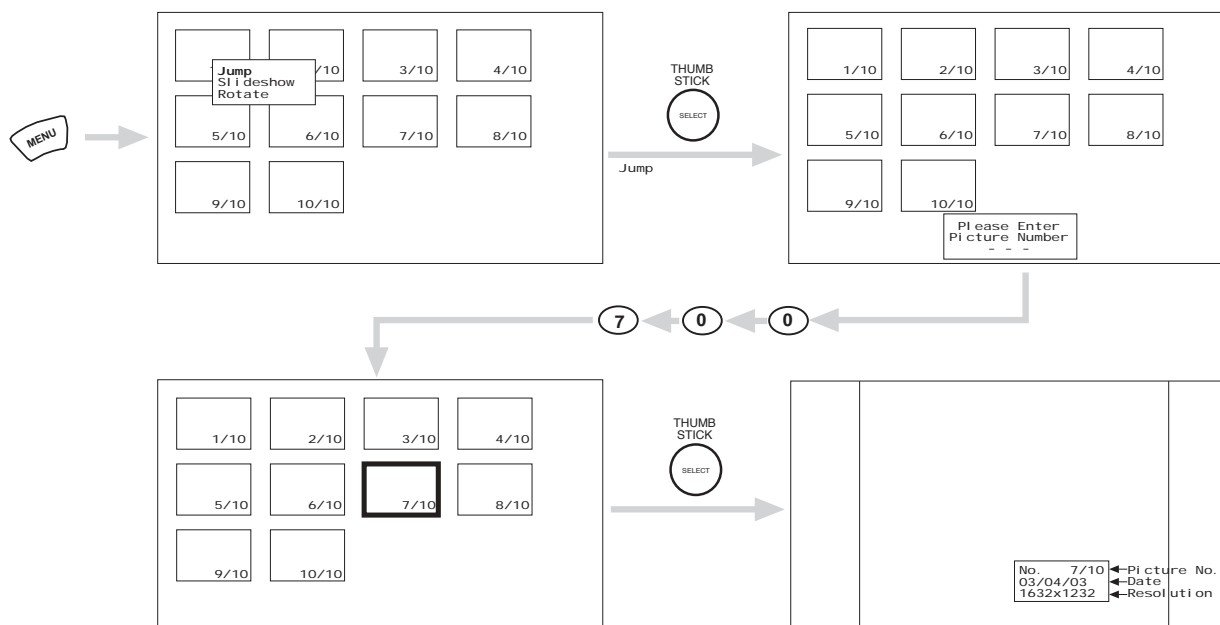 MENU
Jump
Slideshow
Rotate
/10
3/10
4/10
5/10
6/10
7/10
8/10
9/10
10/10
THUMB
STICK
SELECT
Jump
1/10
2/10
3/10
4/10
5/10
6/10
7/10
8/10
9/10
10/10
Please Enter
Picture Number
- - -
7
0
0
1/10
2/10
3/10
4/10
5/10
6/10
7/10
8/10
9/10
10/10
THUMB
STICK
SELECT
No. 7/10 Picture No.
03/04/03 Date
1632x1232 Resolution